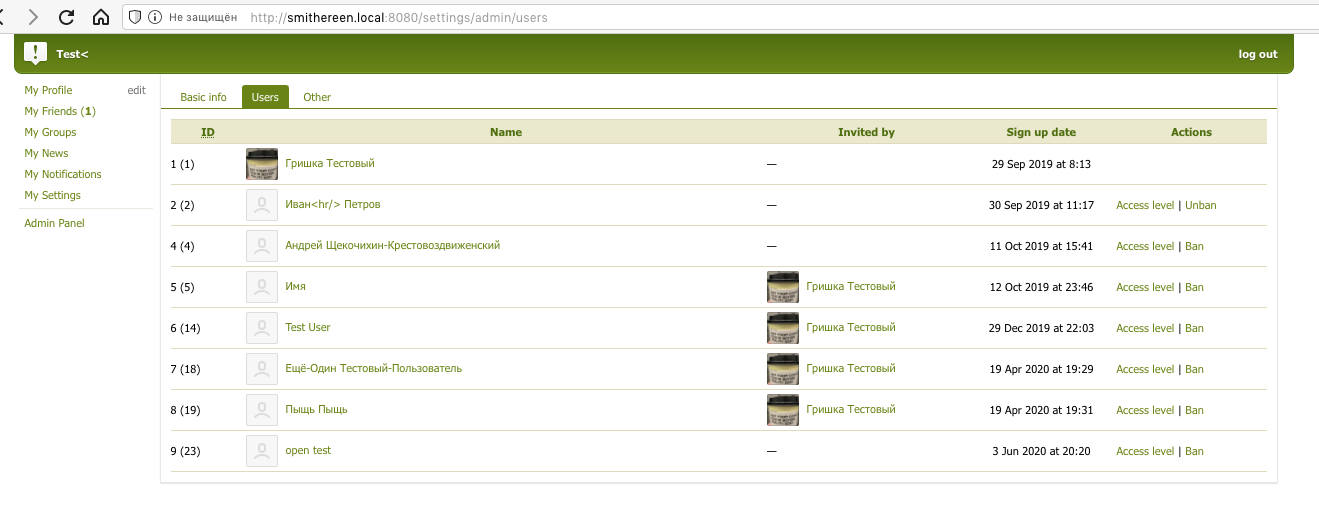 Не защищён http://smithereen.local:8080/settings/admin/users
Test< log out
My Profile edit
My Friends (1)
My Groups
My News
My Notifications
My Settings
Admin Panel
Basic info Users Other
ID Name Invited by Sign up date Actions
1 (1) Гришка Тестовый — 29 Sep 2019 at 8:13
2 (2) Иван<hr/> Петров — 30 Sep 2019 at 11:17 Access level | Unban
4 (4) Андрей Щекочихин-Крестовоздвиженский — 11 Oct 2019 at 15:41 Access level | Ban
5 (5) Имя Гришка Тестовый 12 Oct 2019 at 23:46 Access level | Ban
6 (14) Test User Гришка Тестовый 29 Dec 2019 at 22:03 Access level | Ban
7 (18) Ещё-Один Тестовый-Пользователь Гришка Тестовый 19 Apr 2020 at 19:29 Access level | Ban
8 (19) Пыщь Пыщь Гришка Тестовый 19 Apr 2020 at 19:31 Access level | Ban
9 (23) open test — 3 Jun 2020 at 20:20 Access level | Ban